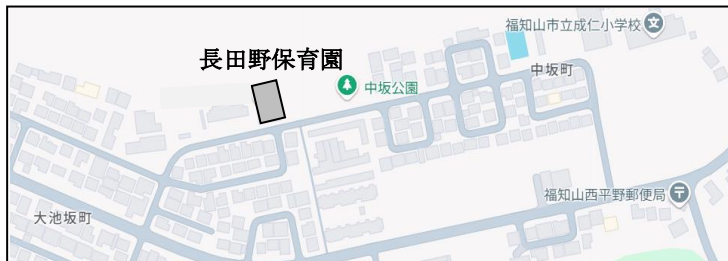 福知山市立成仁小学校
文
長田野保育園
中坂町
中坂公園
福知山西平野郵便局
大池坂町